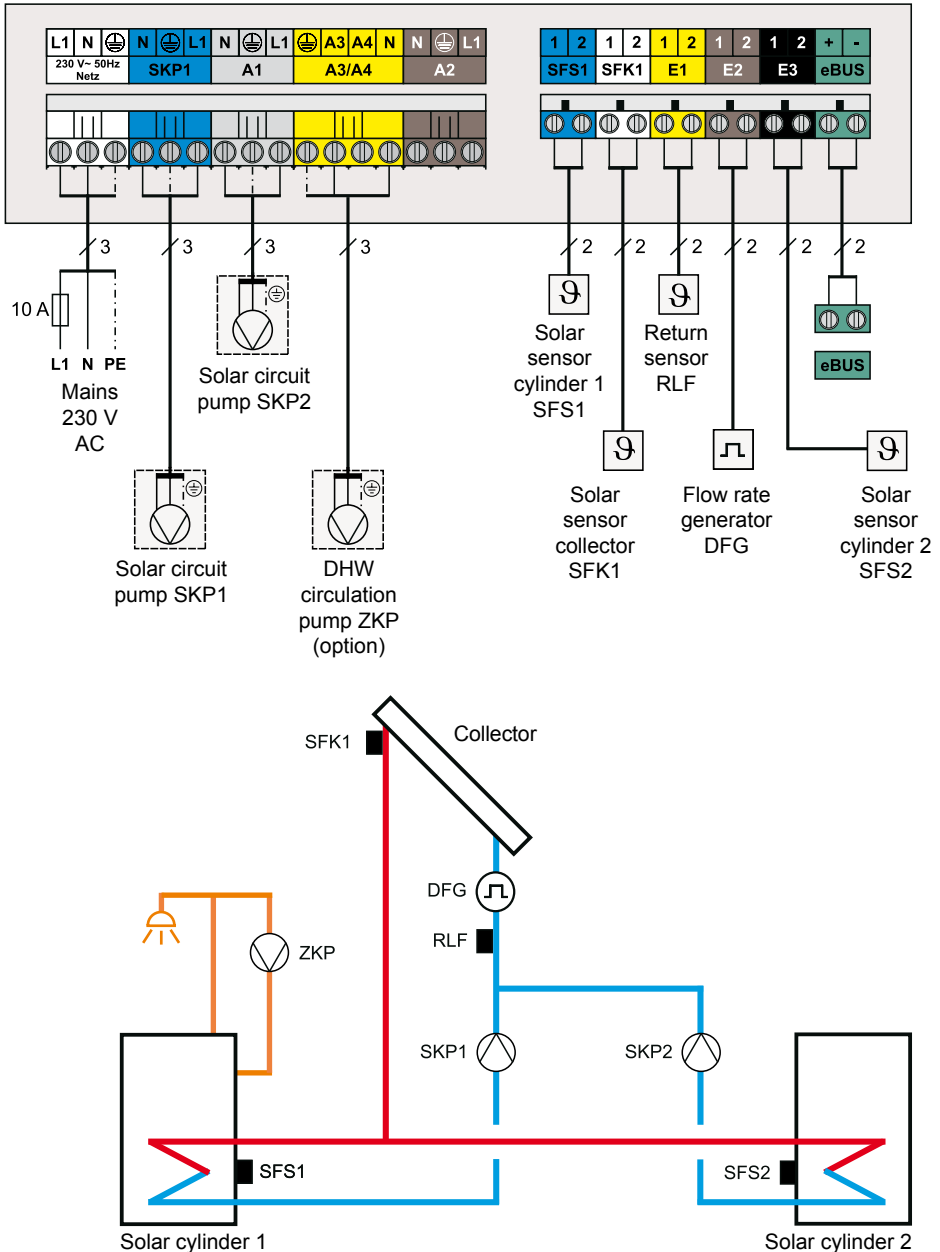 L1 N N L1 N L1 A3 A4 N N L1
230 V~ 50Hz
Netz
SKP1 A1 A3/A4 A2
1 2 1 2 1 2 1 2 1 2 + -
SFS1 SFK1 E1 E2 E3 eBUS
3 3 3 3 2 2 2 2 2 2
10 A
L1 N PE
Mains
230 V
AC
Solar circuit
pump SKP2
Solar circuit
pump SKP1
DHW
circulation
pump ZKP
(option)
ϑ
Solar
sensor
cylinder 1
SFS1
ϑ
Return
sensor
RLF
eBUS
ϑ
Solar
sensor
collector
SFK1
Flow rate
generator
DFG
ϑ
Solar
sensor
cylinder 2
SFS2
SFK1
Collector
DFG
RLF
ZKP
SKP1
SKP2
SFS1
SFS2
Solar cylinder 1
Solar cylinder 2